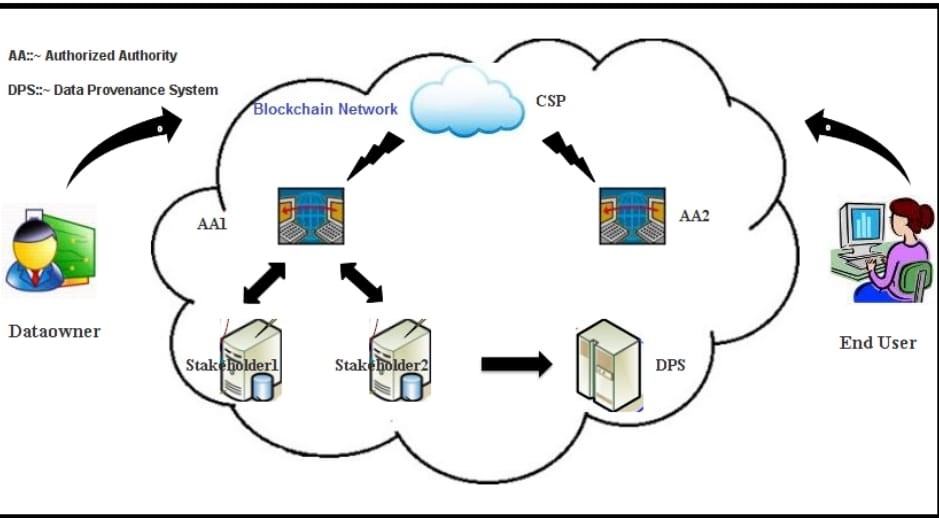 AA::~ Authorized Authority
DPS::~ Data Provenance System
Blockchain Network
CSP
AA1
AA2
Dataowner
Stakeholder1
Stakeholder2
DPS
End User